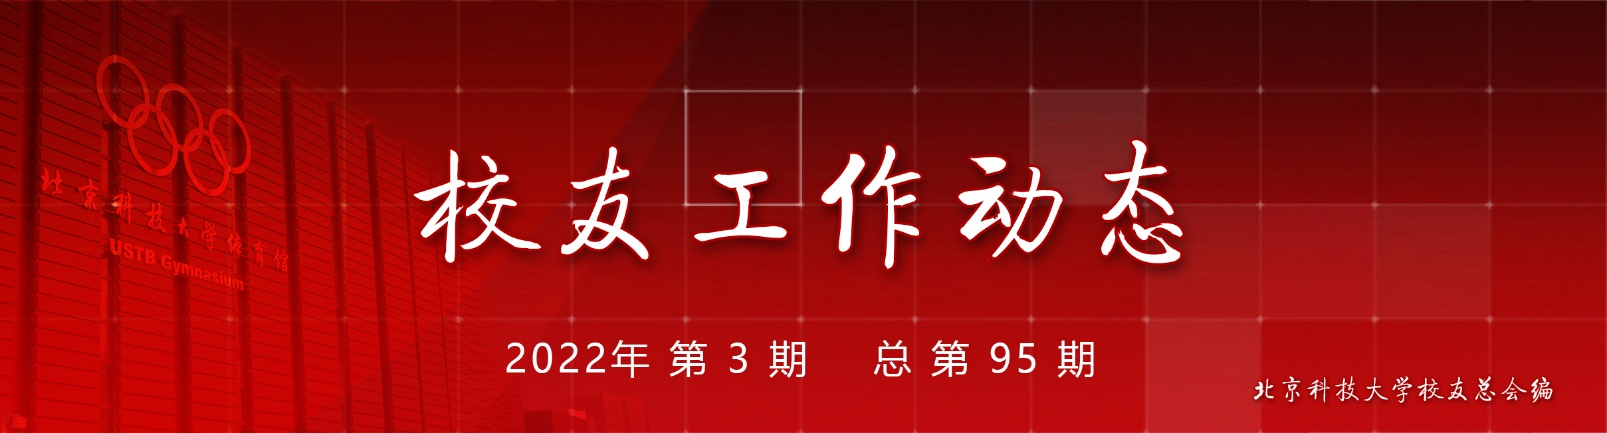 北京科技大学体育馆
USTB Gymnasium
校友工作动态
2022年 第 3 期 总 第 95 期
北京科技大学校友总会编